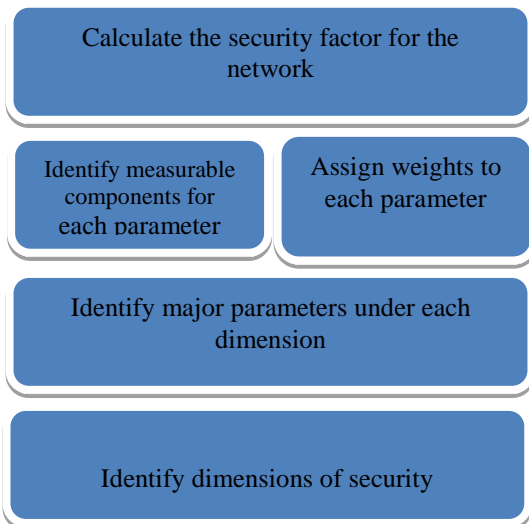 Calculate the security factor for the
network
Identify measurable
components for
each parameter
Assign weights to
each parameter
Identify major parameters under each
dimension
Identify dimensions of security